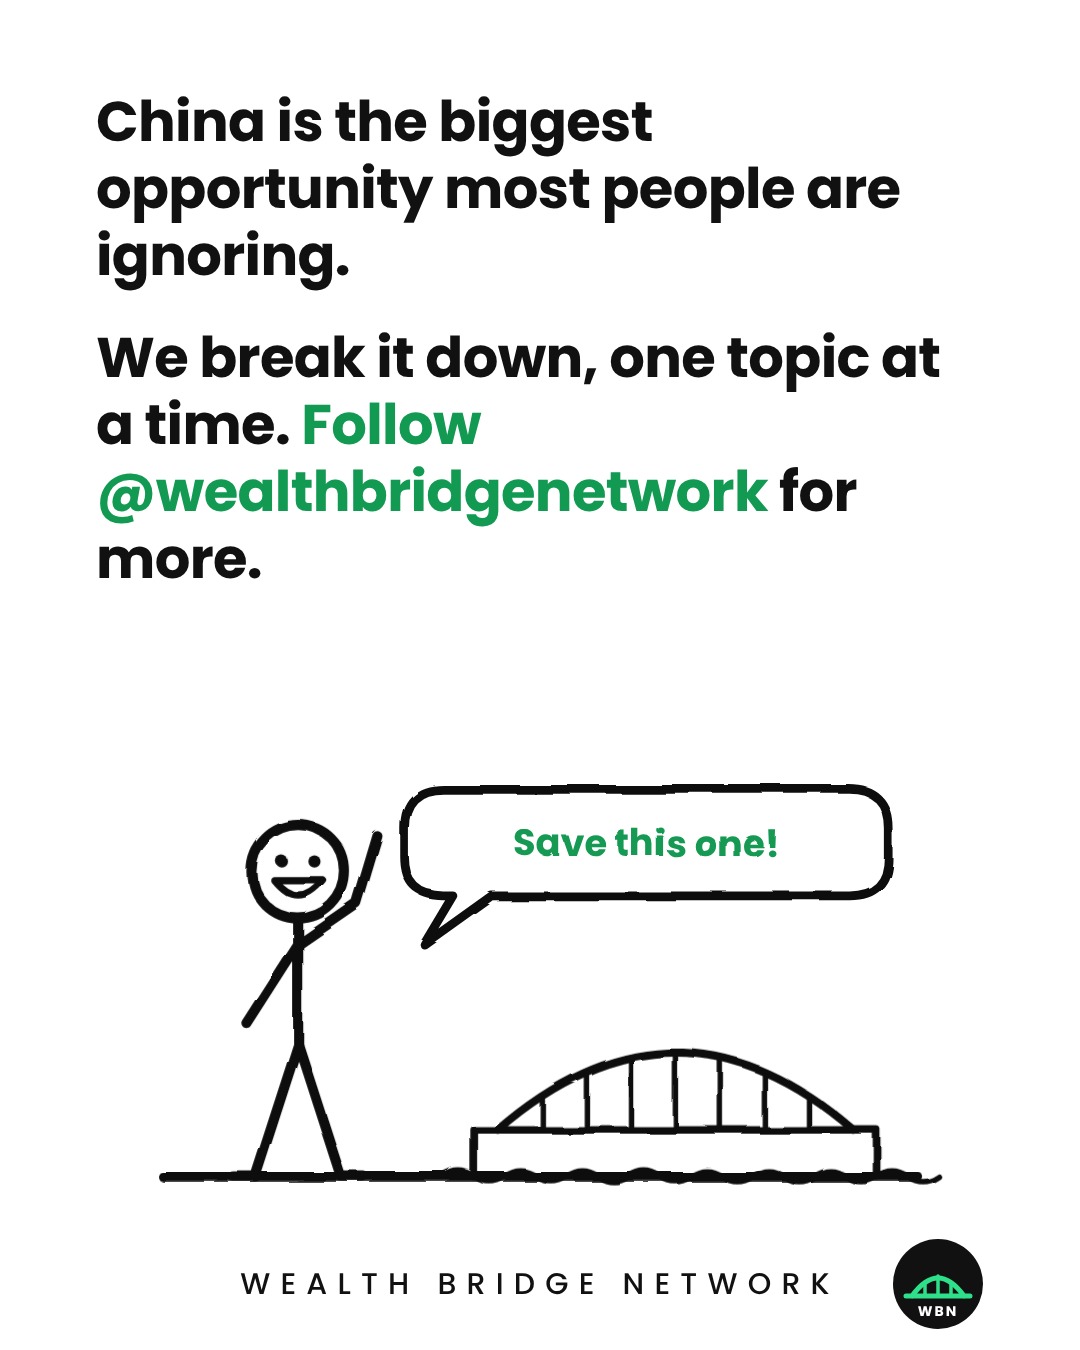 China is the biggest
opportunity most people are
ignoring.
We break it down, one topic at
a time. Follow
@wealthbridgenetwork for
more.
Save this one!
WEALTH BRIDGE NETWORK
WBN